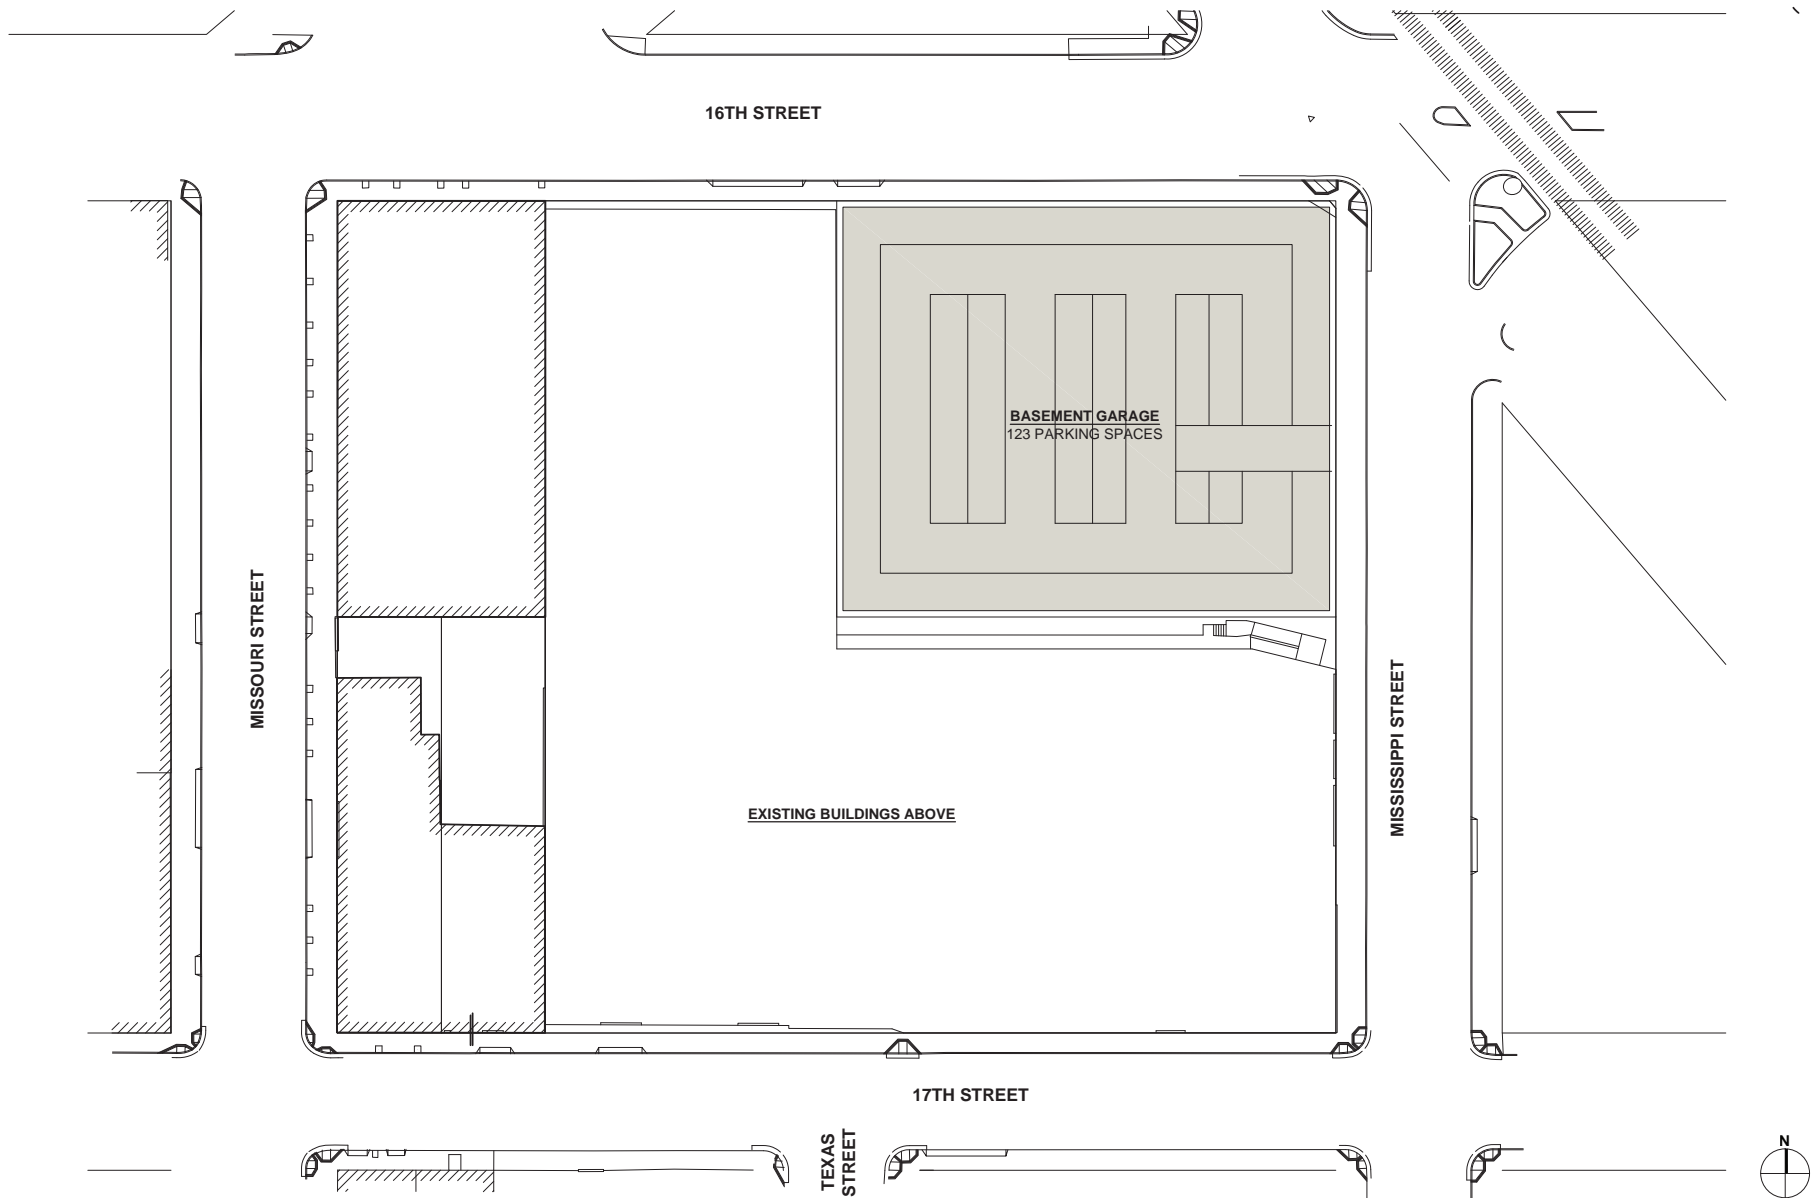 16TH STREET
BASEMENT GARAGE
123 PARKING SPACES
MISSOURI STREET
MISSISSIPPI STREET
EXISTING BUILDINGS ABOVE
17TH STREET
TEXAS
STREET
N